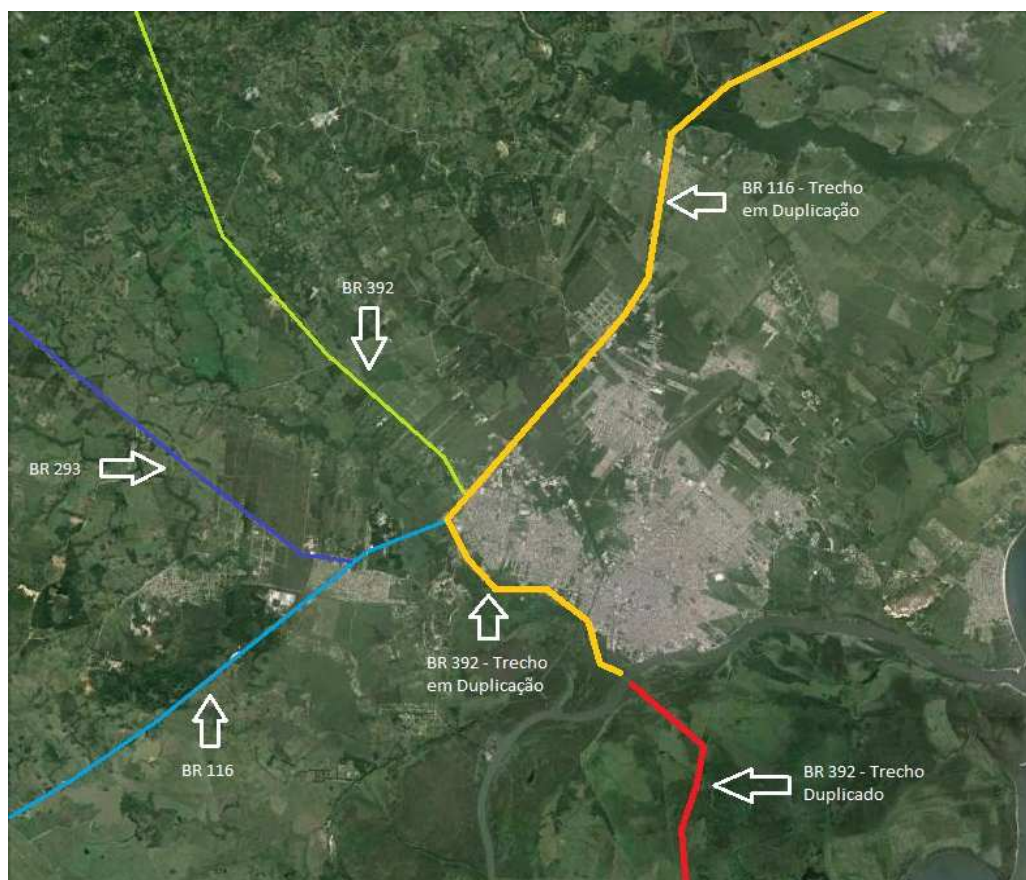 BR 116 - Trecho
em Duplicação
BR 392
BR 293
BR 392 - Trecho
em Duplicação
BR 116
BR 392 - Trecho
Duplicado